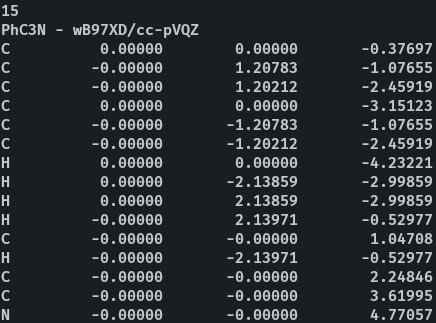 15
PhC3N - wB97XD/cc-pVQZ
C 0.00000 0.00000 -0.37697
C -0.00000 1.20783 -1.07655
C -0.00000 1.20212 -2.45919
C 0.00000 0.00000 -3.15123
C -0.00000 -1.20783 -1.07655
C -0.00000 -1.20212 -2.45919
H 0.00000 0.00000 -4.23221
H 0.00000 -2.13859 -2.99859
H 0.00000 2.13859 -2.99859
H -0.00000 2.13971 -0.52977
C -0.00000 -0.00000 1.04708
H -0.00000 -2.13971 -0.52977
C -0.00000 -0.00000 2.24846
C -0.00000 -0.00000 3.61995
N -0.00000 -0.00000 4.77057